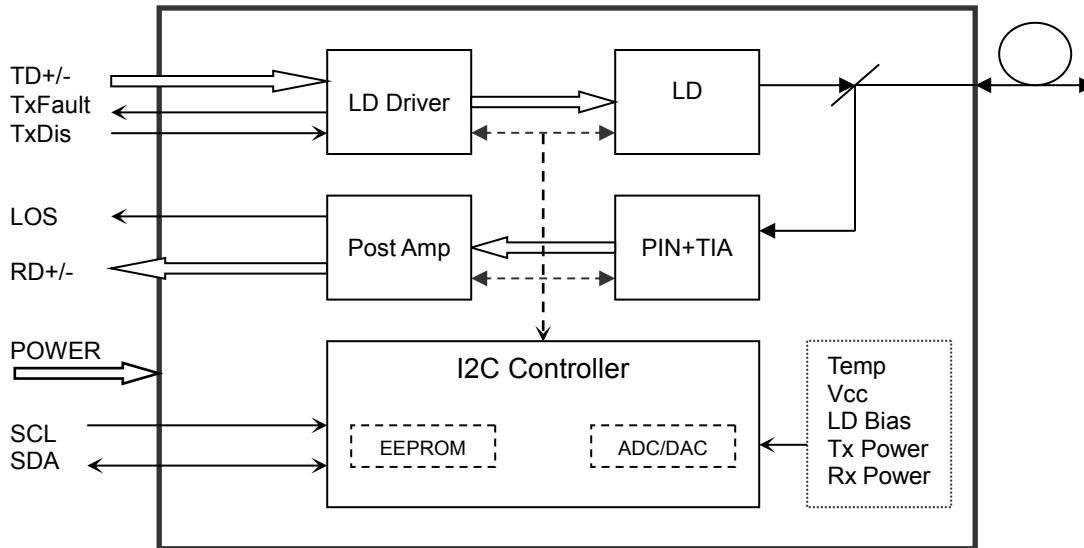 TD+/-
TxFault
TxDis
LD Driver
LD
LOS
RD+/-
Post Amp
PIN+TIA
POWER
SCL
SDA
I2C Controller
EEPROM
ADC/DAC
Temp
Vcc
LD Bias
Tx Power
Rx Power